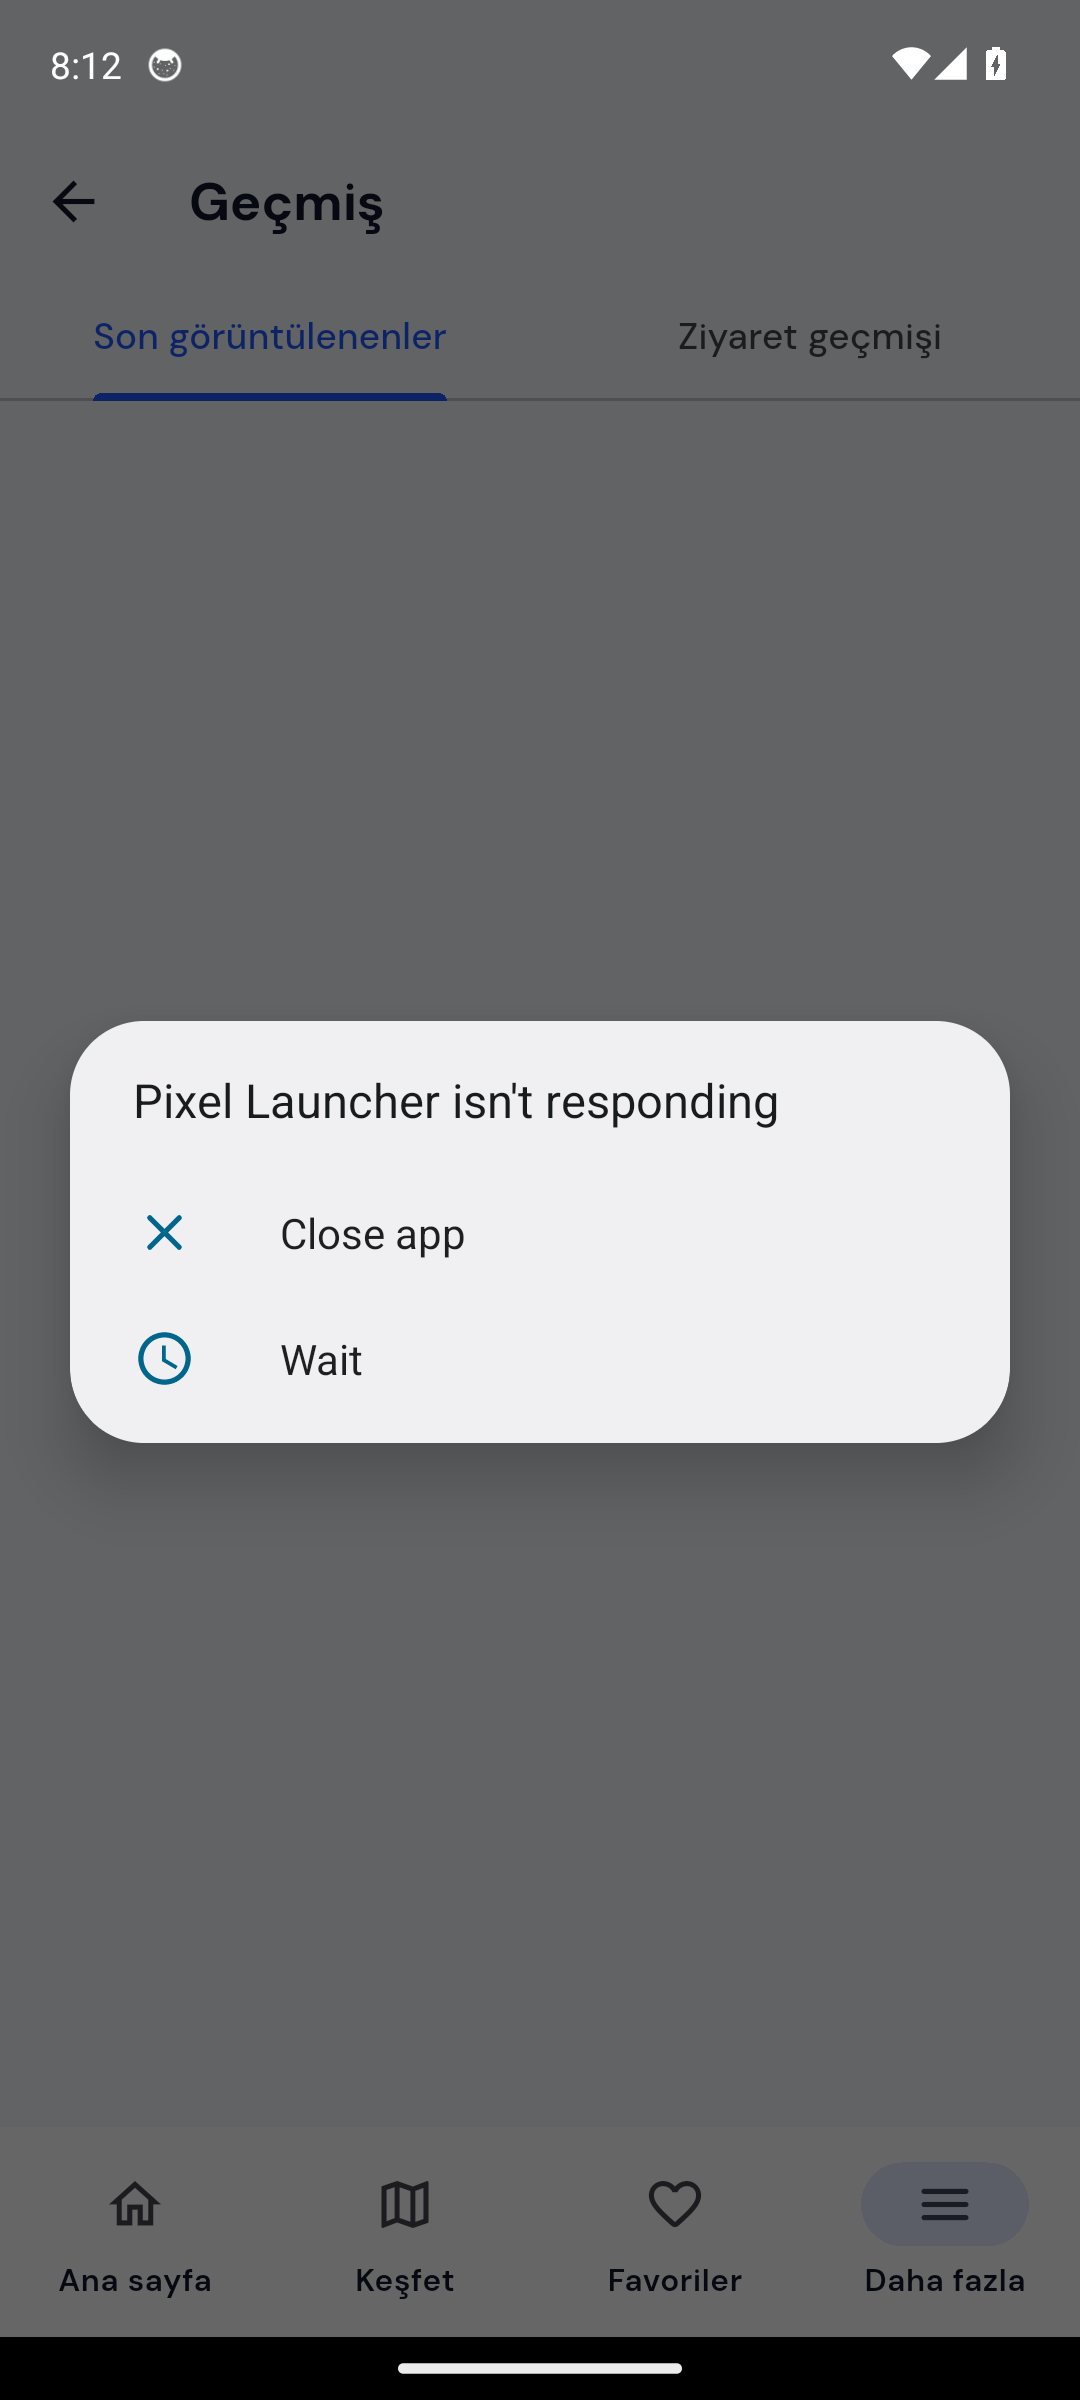 8:12
Geçmiş
Son görüntülenenler
Ziyaret geçmişi
Pixel Launcher isn't responding
Close app
Wait
Ana sayfa
Keşfet
Favoriler
Daha fazla